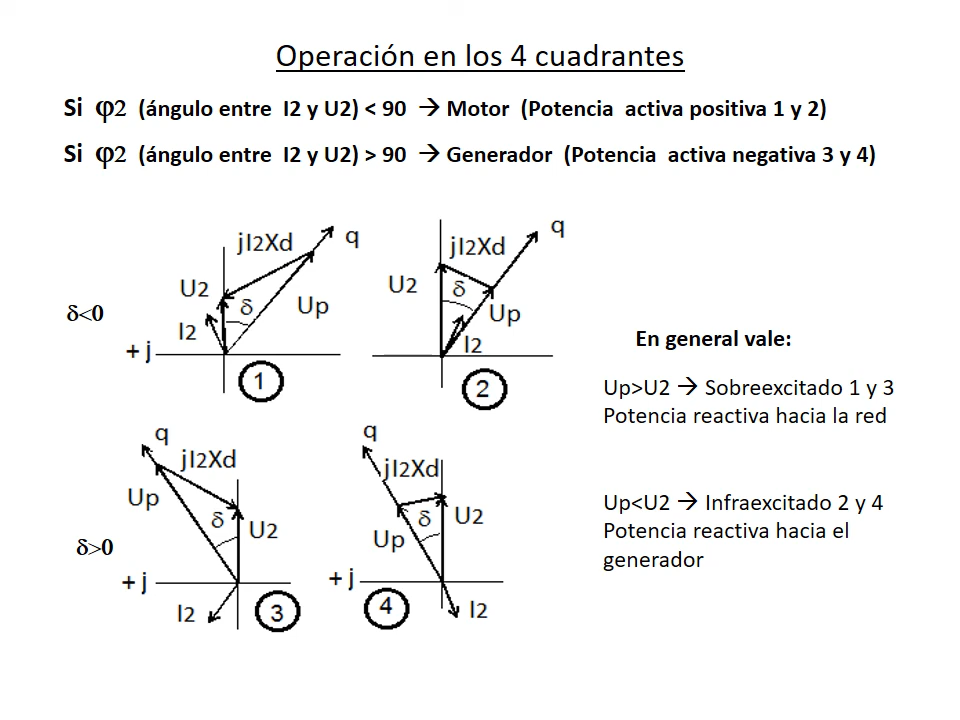 Operación en los 4 cuadrantes
Si φ2 (ángulo entre I2 y U2) < 90 → Motor (Potencia activa positiva 1 y 2)
Si φ2 (ángulo entre I2 y U2) > 90 → Generador (Potencia activa negativa 3 y 4)
δ<0
jI2Xd
q
U2
δ
Up
I2
+ j
1
q
jI2Xd
U2
δ
Up
I2
2
En general vale:
Up>U2 → Sobreexcitado 1 y 3
Potencia reactiva hacia la red
Up<U2 → Infraexcitado 2 y 4
Potencia reactiva hacia el
generador
δ>0
q
jI2Xd
Up
δ
U2
+ j
I2
3
q
jI2Xd
δ
U2
Up
+ j
4
I2